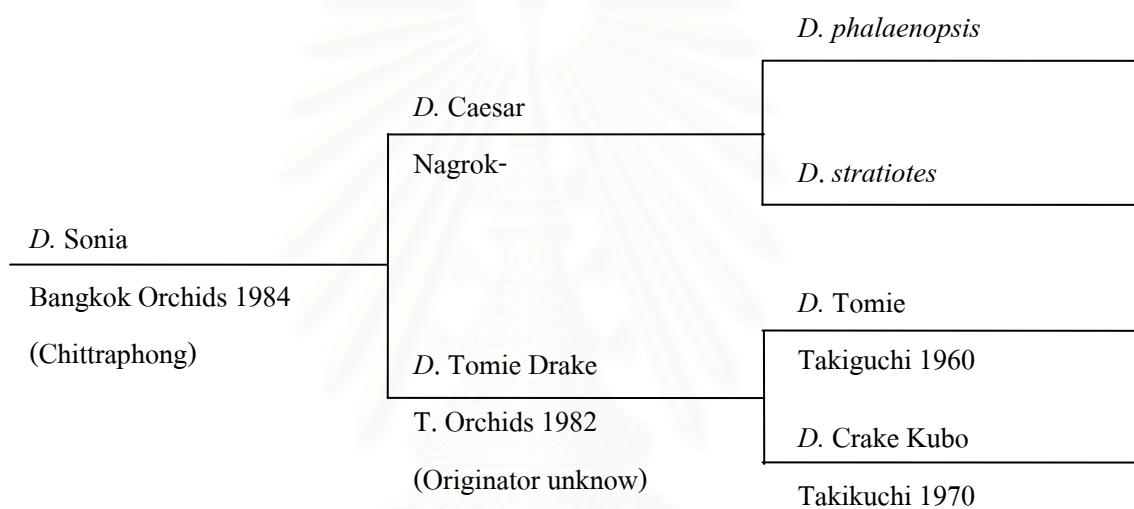 D. phalaenopsis
D. Caesar
Nagrok-
D. stratiotes
D. Sonia
Bangkok Orchids 1984
(Chittraphong)
D. Tomie
Takiguchi 1960
D. Tomie Drake
T. Orchids 1982
(Originator unknow)
D. Crake Kubo
Takikuchi 1970